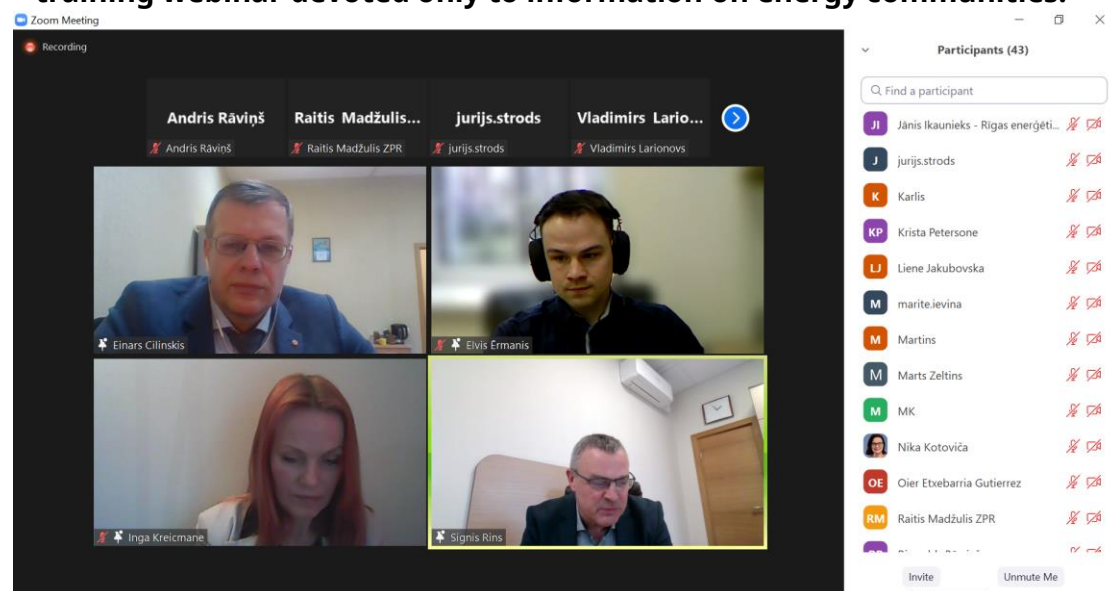 training webinar devoted only to information on energy communities.
Zoom Meeting
Recording
Participants (43)
Find a participant
Andris Rāviņš
Raitis Madžulis...
jurijs.strods
Vladimirs Lario...
Andris Rāviņš
Raitis Madžulis ZPR
jurijs.strods
Vladimirs Larionovs
Einars Cilinskis
Elvis Ērmanis
Inga Kreicmane
Signis Rins
JI Jānis Ikaunieks - Rīgas enerģēti...
J jurijs.strods
K Karlis
KP Krista Petersone
LJ Liene Jakubovska
M marite.ievina
M Martins
M Marts Zeltins
M MK
Nika Kotoviča
OE Oier Etxebarria Gutierrez
RM Raitis Madžulis ZPR
Invite
Unmute Me